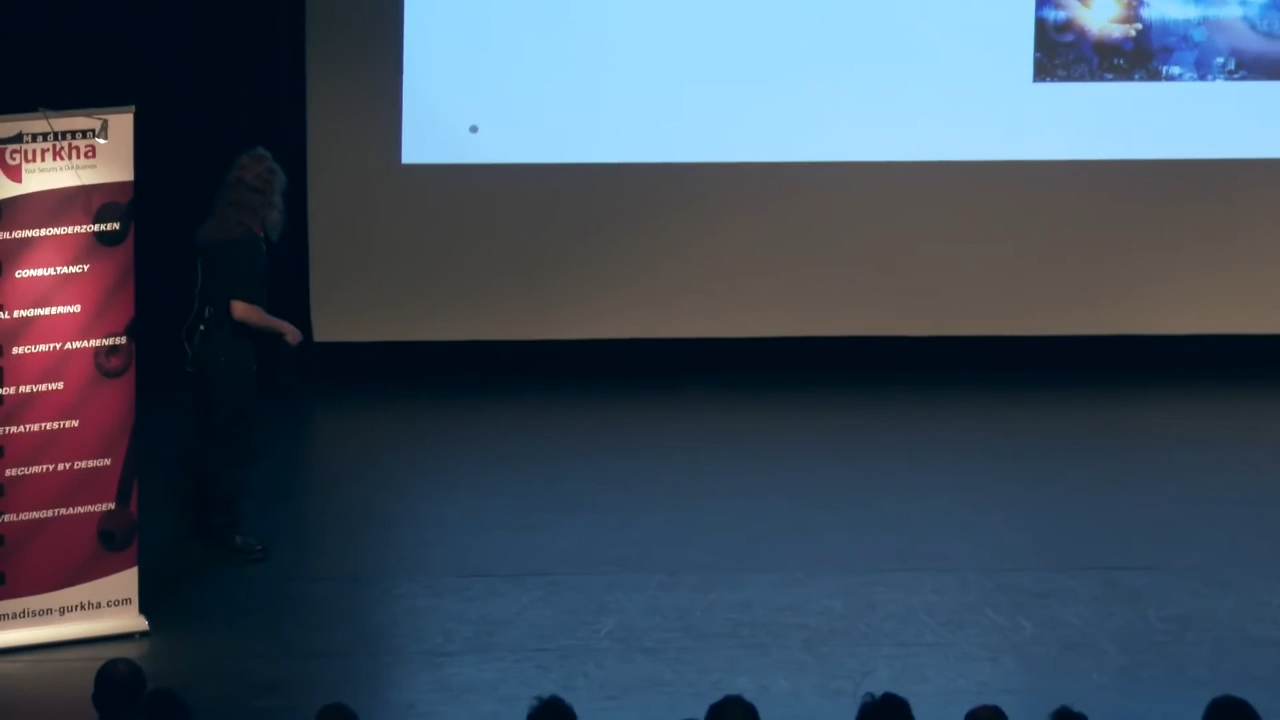 Madison
Gurkha
Your Security is Our Business
EILIGINGSONDERZOEKEN
CONSULTANCY
AL ENGINEERING
SECURITY AWARENESS
ODE REVIEWS
ETRATIETESTEN
SECURITY BY DESIGN
VEILIGINGSTRAININGEN
madison-gurkha.com